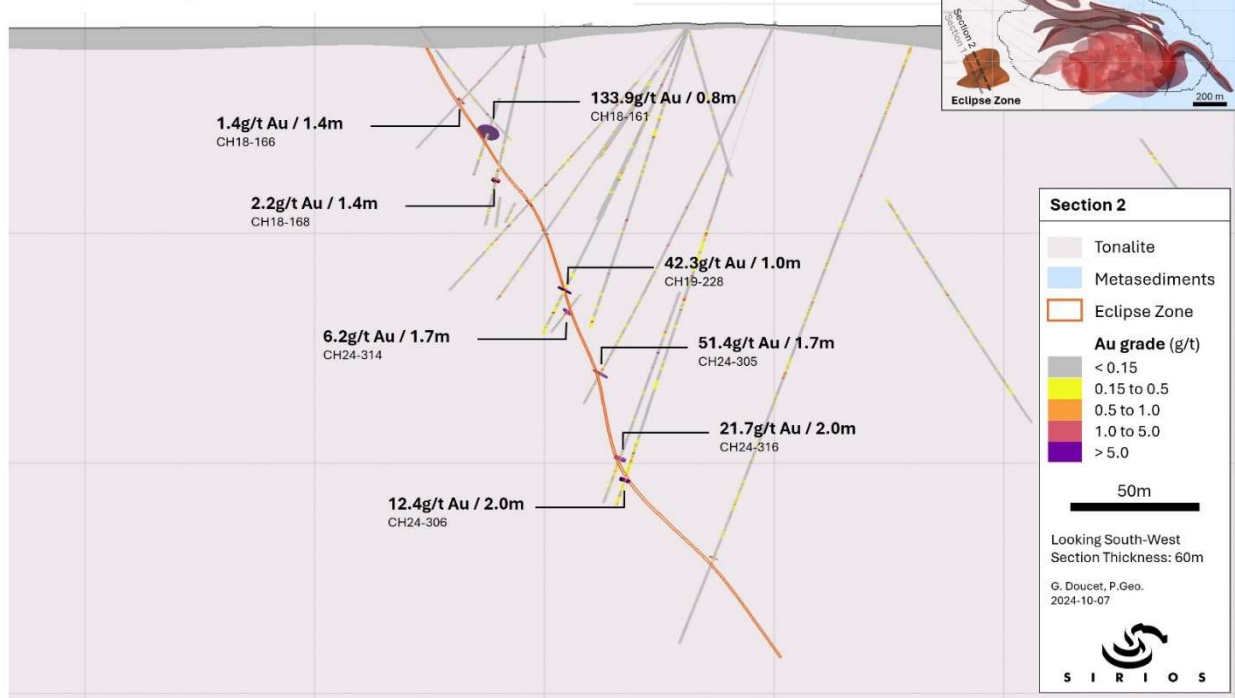 Section 2
Section 1
Eclipse Zone
200 m
133.9g/t Au / 0.8m
CH18-161
1.4g/t Au / 1.4m
CH18-166
2.2g/t Au / 1.4m
CH18-168
42.3g/t Au / 1.0m
CH19-228
6.2g/t Au / 1.7m
CH24-314
51.4g/t Au / 1.7m
CH24-305
21.7g/t Au / 2.0m
CH24-316
12.4g/t Au / 2.0m
CH24-306
Section 2
Tonalite
Metasediments
Eclipse Zone
Au grade (g/t)
< 0.15
0.15 to 0.5
0.5 to 1.0
1.0 to 5.0
> 5.0
50m
Looking South-West
Section Thickness: 60m
G. Doucet, P.Geo.
2024-10-07
SIRIOS